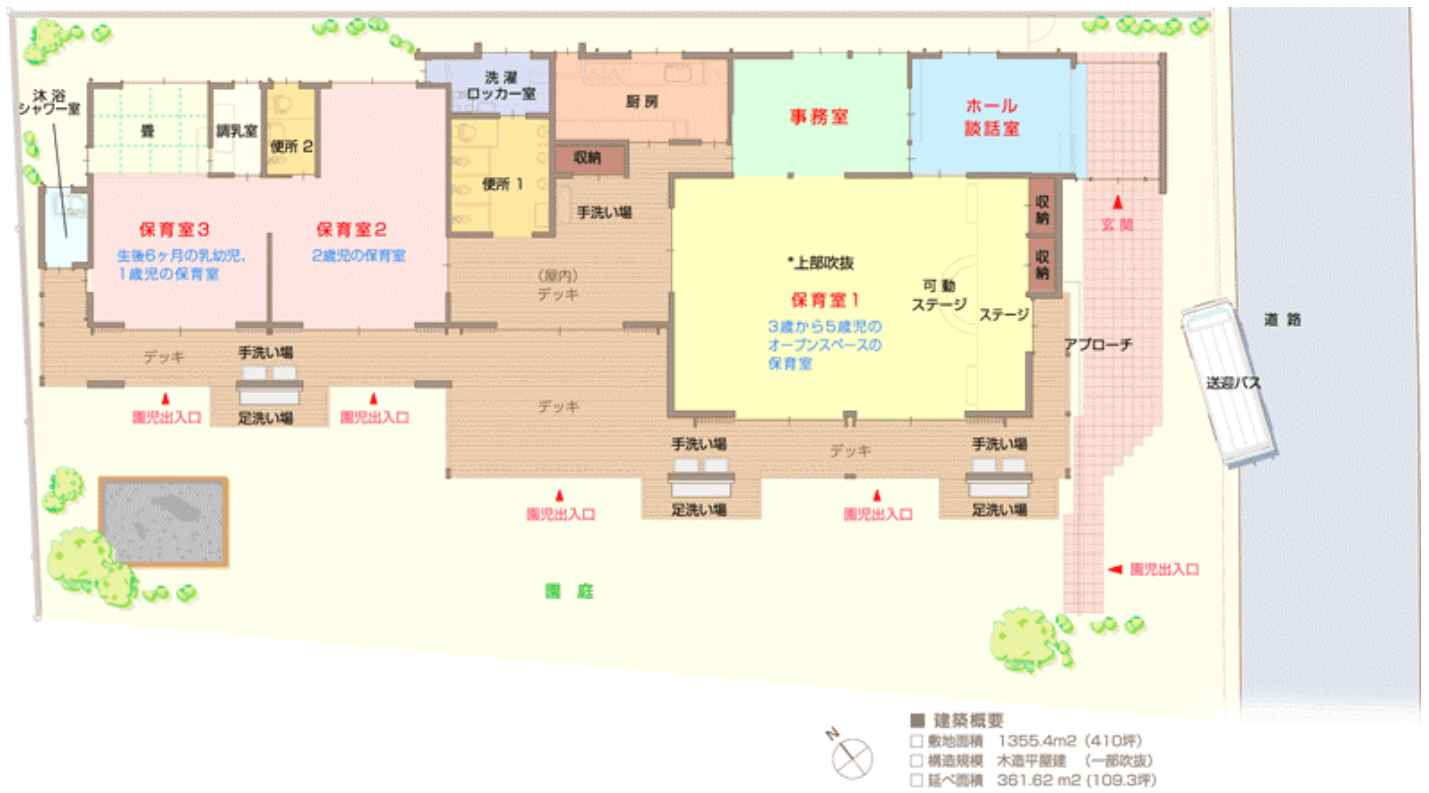 沐浴
シャワー室
畳
調乳室
便所 2
洗濯
ロッカー室
便所 1
厨房
収納
手洗い場
事務室
ホール
談話室
玄関
保育室3
生後6ヶ月の乳幼児、
1歳児の保育室
保育室2
2歳児の保育室
(屋内)
デッキ
*上部吹抜
保育室1
3歳から5歳児の
オープンスペースの
保育室
可動
ステージ
ステージ
収納
収納
アプローチ
道路
送迎バス
デッキ
手洗い場
足洗い場
園児出入口
園児出入口
デッキ
園児出入口
手洗い場
足洗い場
デッキ
園児出入口
手洗い場
足洗い場
園児出入口
園庭
N
■ 建築概要
□ 敷地面積 1355.4m2 (410坪)
□ 構造規模 木造平屋建 (一部吹抜)
□ 延べ面積 361.62 m2 (109.3坪)